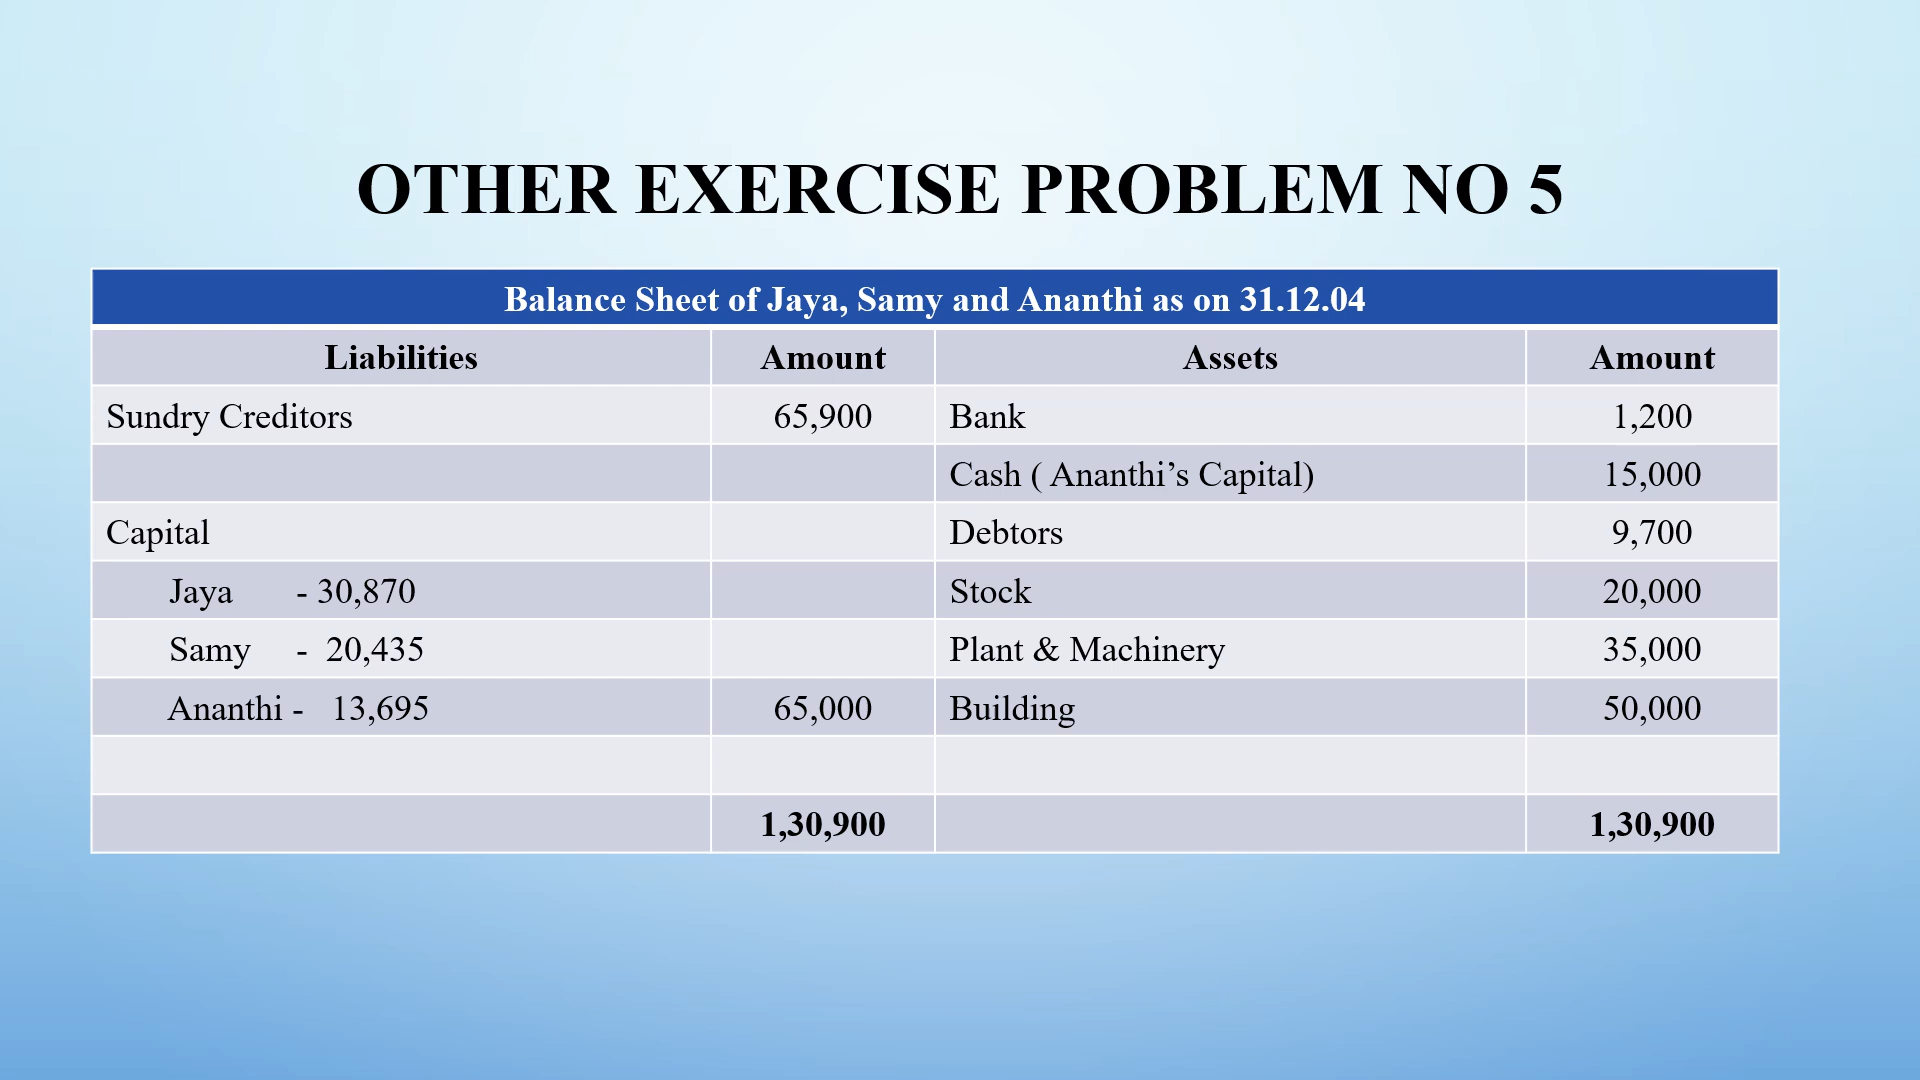 OTHER EXERCISE PROBLEM NO 5
Balance Sheet of Jaya, Samy and Ananthi as on 31.12.04
Liabilities Amount Assets Amount
Sundry Creditors 65,900 Bank 1,200
Cash ( Ananthi’s Capital) 15,000
Capital Debtors 9,700
Jaya - 30,870 Stock 20,000
Samy - 20,435 Plant & Machinery 35,000
Ananthi - 13,695 65,000 Building 50,000
1,30,900 1,30,900